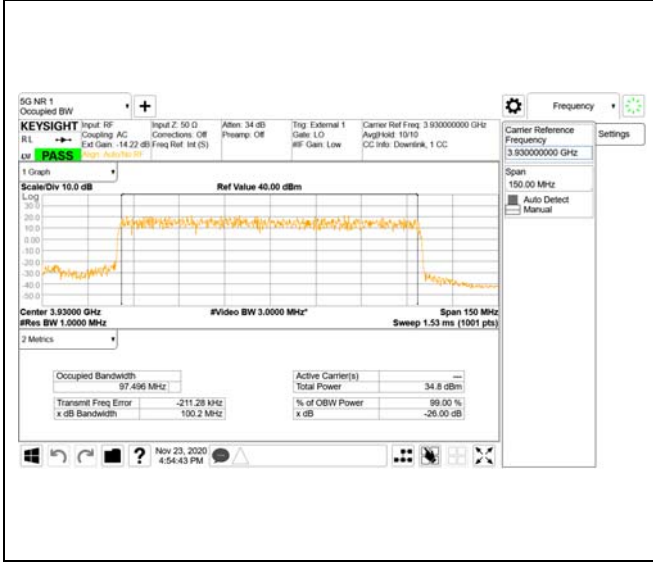 5G NR 1
Occupied BW
Frequency
KEYSIGHT
R L
PASS
Input: RF
Coupling: AC
Ext Gain: -14.22 dB
Align: Auto/No RF
Input Z: 50 Ω
Corrections: Off
Freq Ref: Int (S)
Atten: 34 dB
Preamp: Off
Trig: External 1
Gate: LO
#IF Gain: Low
Carrier Ref Freq: 3.930000000 GHz
Avg|Hold: 10/10
CC Info: Downlink, 1 CC
Carrier Reference
Frequency
3.930000000 GHz
Settings
Span
150.00 MHz
Auto Detect
Manual
1 Graph
Scale/Div 10.0 dB
Ref Value 40.00 dBm
Log
30.0
20.0
10.0
0.00
-10.0
-20.0
-30.0
-40.0
-50.0
Center 3.93000 GHz
#Video BW 3.0000 MHz*
Span 150 MHz
#Res BW 1.0000 MHz
Sweep 1.53 ms (1001 pts)
2 Metrics
Occupied Bandwidth
97.496 MHz
Active Carrier(s) ---
Total Power 34.8 dBm
Transmit Freq Error -211.28 kHz
x dB Bandwidth 100.2 MHz
% of OBW Power 99.00 %
x dB -26.00 dB
?
Nov 23, 2020
4:54:43 PM